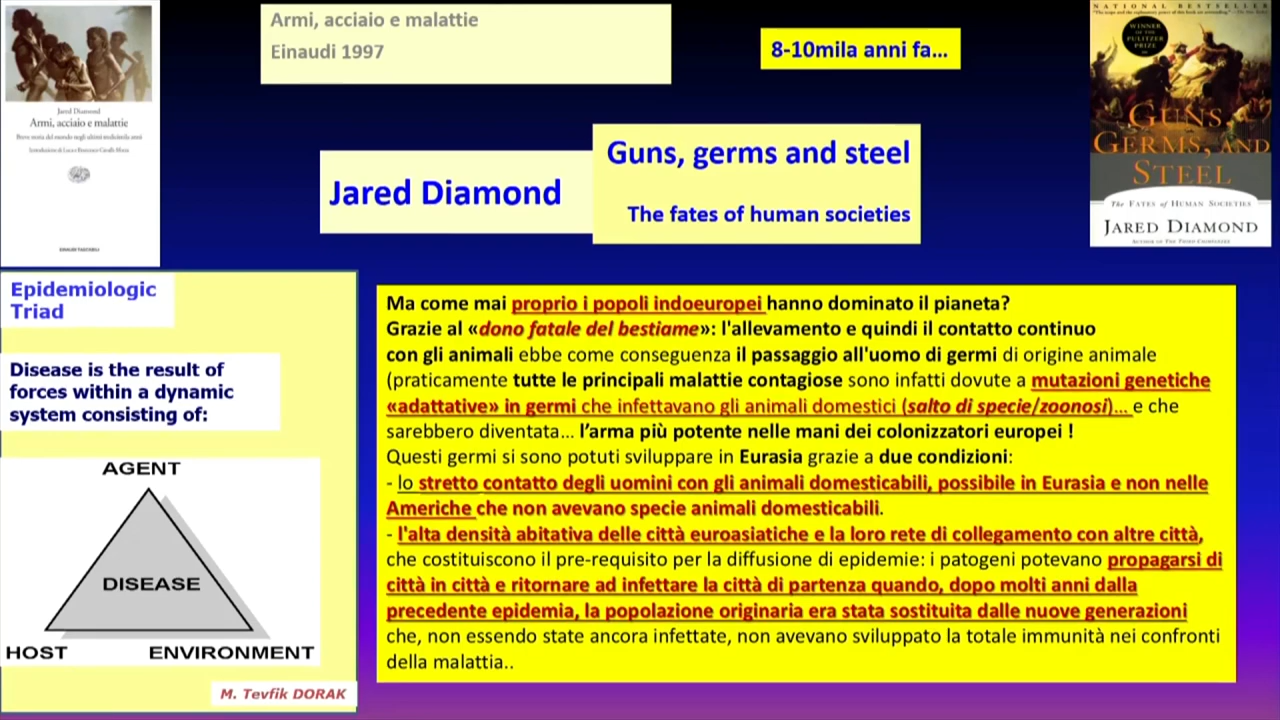 Jared Diamond
Armi, acciaio e malattie
Breve storia del mondo negli ultimi tredicimila anni
Introduzione di Luca e Francesco Cavalli-Sforza
EINAUDI TASCABILI
Armi, acciaio e malattie
Einaudi 1997
8-10mila anni fa…
Jared Diamond
Guns, germs and steel
The fates of human societies
NATIONAL BESTSELLER
WINNER
OF THE
PULITZER
PRIZE
GUNS,
GERMS, AND
STEEL
The FATES of HUMAN SOCIETIES
JARED DIAMOND
Epidemiologic
Triad
Disease is the result of
forces within a dynamic
system consisting of:
AGENT
DISEASE
HOST ENVIRONMENT
M. Tevfik DORAK
Ma come mai proprio i popoli indoeuropei hanno dominato il pianeta?
Grazie al «dono fatale del bestiame»: l'allevamento e quindi il contatto continuo
con gli animali ebbe come conseguenza il passaggio all'uomo di germi di origine animale
(praticamente tutte le principali malattie contagiose sono infatti dovute a mutazioni genetiche
«adattative» in germi che infettavano gli animali domestici (salto di specie/zoonosi)… e che
sarebbero diventata… l’arma più potente nelle mani dei colonizzatori europei !
Questi germi si sono potuti sviluppare in Eurasia grazie a due condizioni:
- lo stretto contatto degli uomini con gli animali domesticabili, possibile in Eurasia e non nelle
Americhe che non avevano specie animali domesticabili.
- l'alta densità abitativa delle città euroasiatiche e la loro rete di collegamento con altre città,
che costituiscono il pre-requisito per la diffusione di epidemie: i patogeni potevano propagarsi di
città in città e ritornare ad infettare la città di partenza quando, dopo molti anni dalla
precedente epidemia, la popolazione originaria era stata sostituita dalle nuove generazioni
che, non essendo state ancora infettate, non avevano sviluppato la totale immunità nei confronti
della malattia..